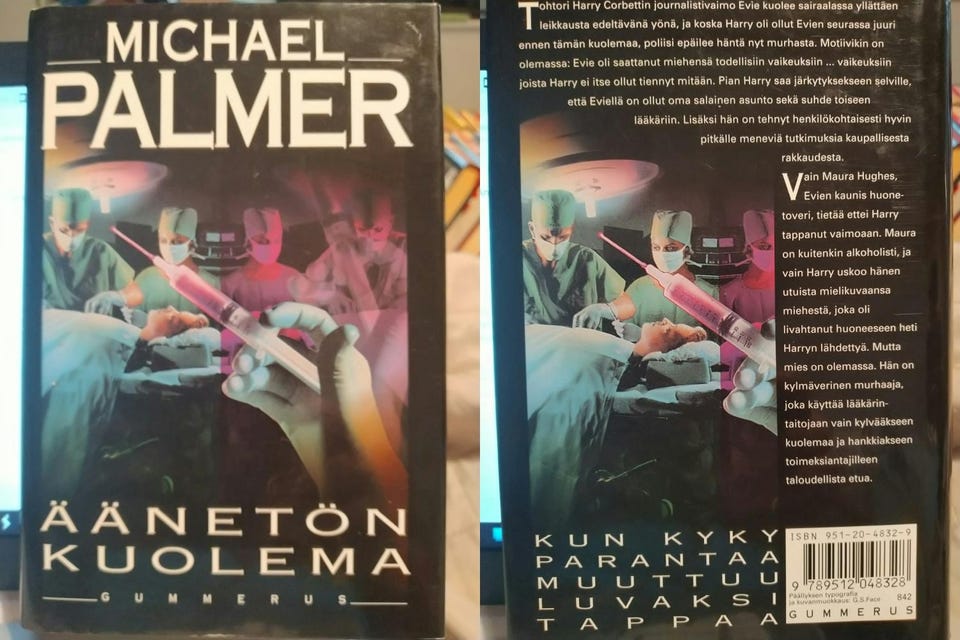 MICHAEL
PALMER
ÄÄNETÖN
KUOLEMA
GUMMERUS
Tohtori Harry Corbettin journalistivaimo Evie kuolee sairaalassa yllättäen
leikkausta edeltävänä yönä, ja koska Harry oli ollut Evien seurassa juuri
ennen tämän kuolemaa, poliisi epäilee häntä nyt murhasta. Motiivikin on
olemassa: Evie oli saattanut miehensä todellisiin vaikeuksiin ... vaikeuksiin
joista Harry ei itse ollut tiennyt mitään. Pian Harry saa järkytyksekseen selville,
että Eviellä on ollut oma salainen asunto sekä suhde toiseen
lääkäriin. Lisäksi hän on tehnyt henkilökohtaisesti hyvin
pitkälle meneviä tutkimuksia kaupallisesta
rakkaudesta.
Vain Maura Hughes,
Evien kaunis huone-
toveri, tietää ettei Harry
tappanut vaimoaan. Maura
on kuitenkin alkoholisti, ja
vain Harry uskoo hänen
utuista mielikuvaansa
miehestä, joka oli
livahtanut huoneeseen heti
Harryn lähdettyä. Mutta
mies on olemassa. Hän on
kylmäverinen murhaaja,
joka käyttää lääkärin-
taitojaan vain kylvääkseen
kuolemaa ja hankkiakseen
toimeksiantajilleen
taloudellista etua.
KUN KYKY
PARANTAA
MUUTTUU
LUVAKSI
TAPPAA
ISBN 951-20-4832-9
9 789512 048328
Päällyksen typografia
ja kuvanmuokkaus: G.S.Face 842
GUMMERUS